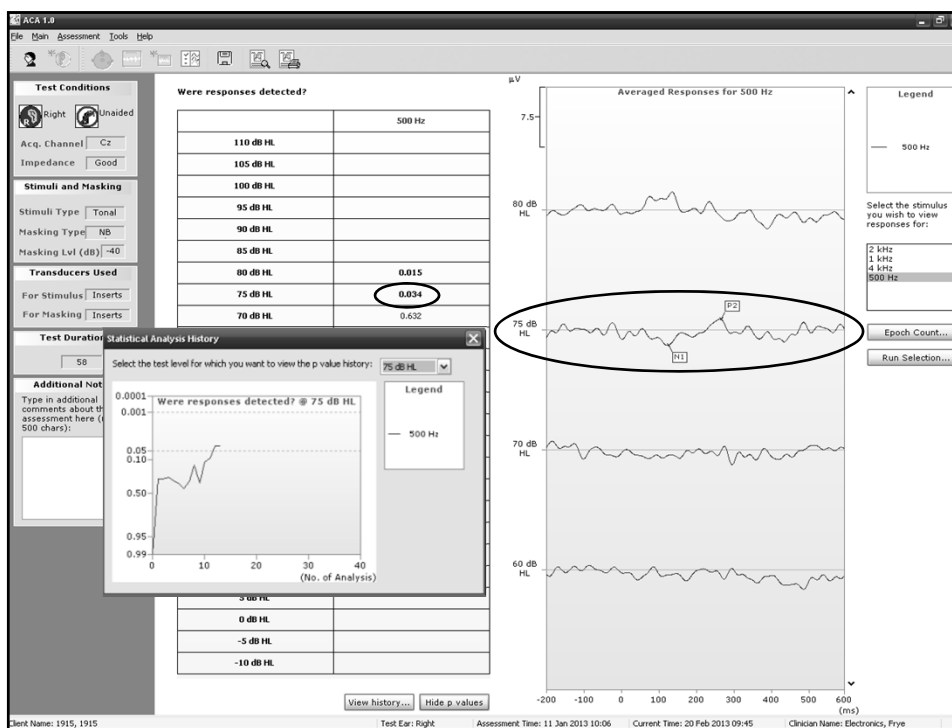 ACA 1.0
File Main Assessment Tools Help
Test Conditions
Right Unaided
Acq. Channel Cz
Impedance Good
Stimuli and Masking
Stimuli Type Tonal
Masking Type NB
Masking Lvl (dB) -40
Transducers Used
For Stimulus Inserts
For Masking Inserts
Test Duration
58
Additional Not
Type in additional
comments about th
assessment here (
500 chars):
Were responses detected?
500 Hz
110 dB HL
105 dB HL
100 dB HL
95 dB HL
90 dB HL
85 dB HL
80 dB HL 0.015
75 dB HL 0.034
70 dB HL 0.632
Statistical Analysis History
Select the test level for which you want to view the p value history: 75 dB HL
Were responses detected? @ 75 dB HL
0.0001
0.001
0.05
0.10
0.50
0.95
0.99
0 10 20 30 40
(No. of Analysis)
Legend
500 Hz
5 dB HL
0 dB HL
-5 dB HL
-10 dB HL
View history... Hide p values
µV
Averaged Responses for 500 Hz
7.5
80 dB
HL
75 dB
HL
P2
N1
70 dB
HL
60 dB
HL
-200 -100 0 100 200 300 400 500 600
(ms)
Legend
500 Hz
Select the stimulus
you wish to view
responses for:
2 kHz
1 kHz
4 kHz
500 Hz
Epoch Count...
Run Selection...
Client Name: 1915, 1915 Test Ear: Right Assessment Time: 11 Jan 2013 10:06 Current Time: 20 Feb 2013 09:45 Clinician Name: Electronics, Frye